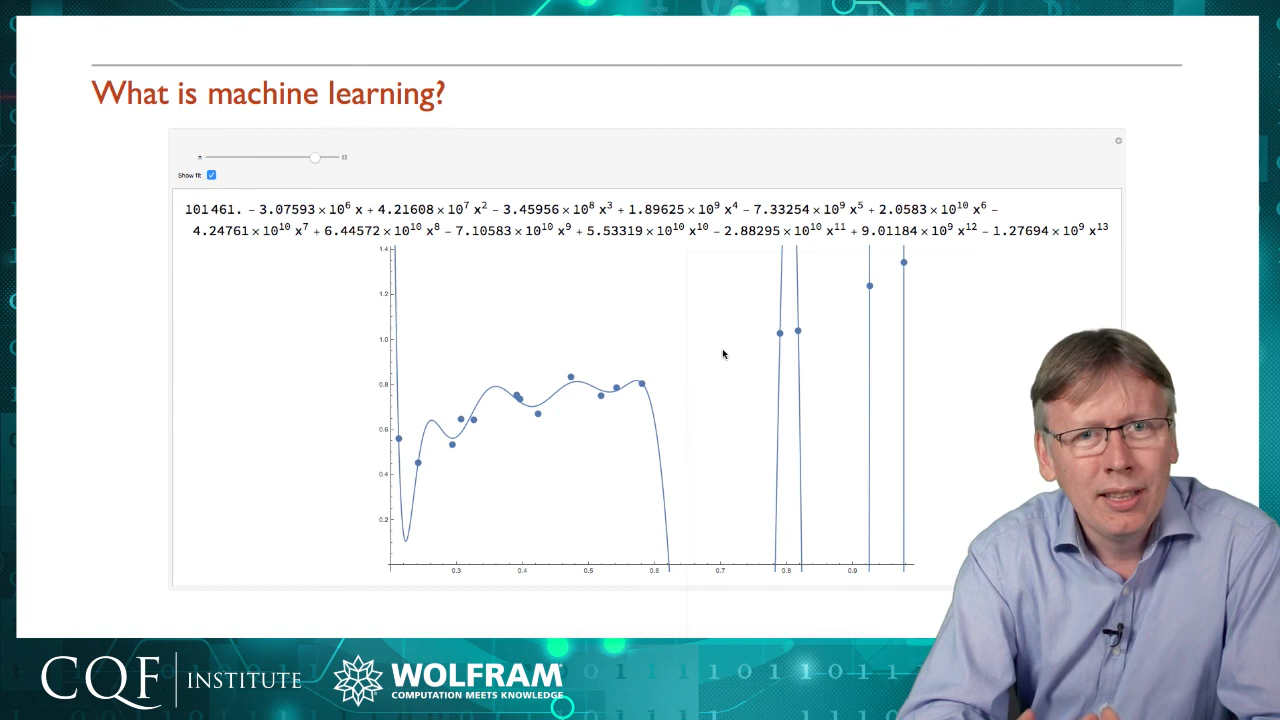 What is machine learning?
n
Show fit
101461. − 3.07593 × 10⁶ x + 4.21608 × 10⁷ x² − 3.45956 × 10⁸ x³ + 1.89625 × 10⁹ x⁴ − 7.33254 × 10⁹ x⁵ + 2.0583 × 10¹⁰ x⁶ −
4.24761 × 10¹⁰ x⁷ + 6.44572 × 10¹⁰ x⁸ − 7.10583 × 10¹⁰ x⁹ + 5.53319 × 10¹⁰ x¹⁰ − 2.88295 × 10¹⁰ x¹¹ + 9.01184 × 10⁹ x¹² − 1.27694 × 10⁹ x¹³
1.4
1.2
1.0
0.8
0.6
0.4
0.2
0.3 0.4 0.5 0.6 0.7 0.8 0.9
CQF INSTITUTE
WOLFRAM
COMPUTATION MEETS KNOWLEDGE